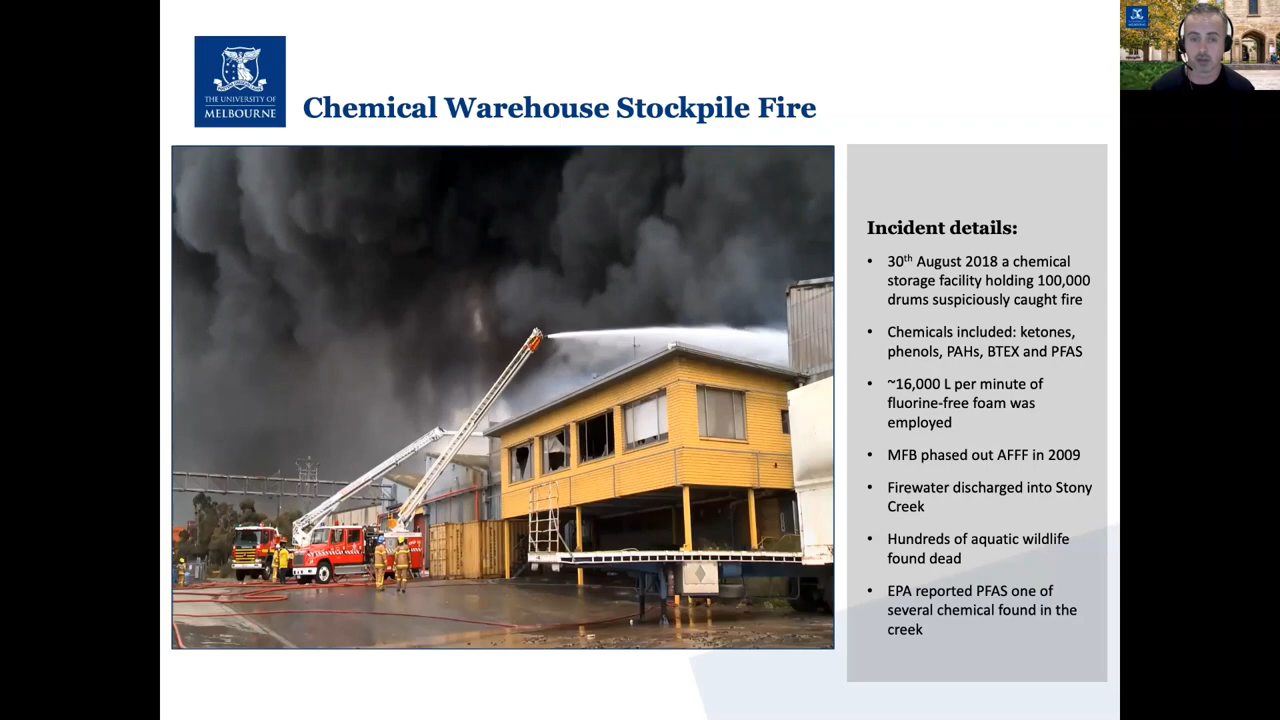 THE UNIVERSITY OF
MELBOURNE
Chemical Warehouse Stockpile Fire
Incident details:
• 30th August 2018 a chemical
storage facility holding 100,000
drums suspiciously caught fire
• Chemicals included: ketones,
phenols, PAHs, BTEX and PFAS
• ~16,000 L per minute of
fluorine-free foam was
employed
• MFB phased out AFFF in 2009
• Firewater discharged into Stony
Creek
• Hundreds of aquatic wildlife
found dead
• EPA reported PFAS one of
several chemical found in the
creek